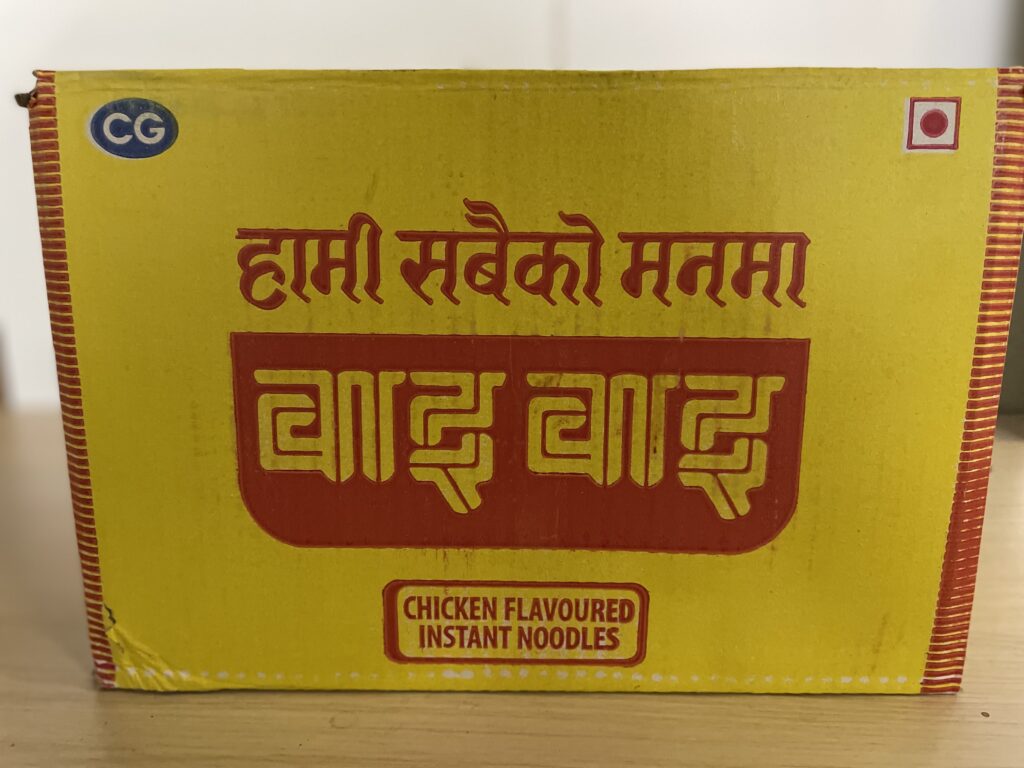 CG
हामी सबैको मनमा
वाइ वाइ
CHICKEN FLAVOURED
INSTANT NOODLES